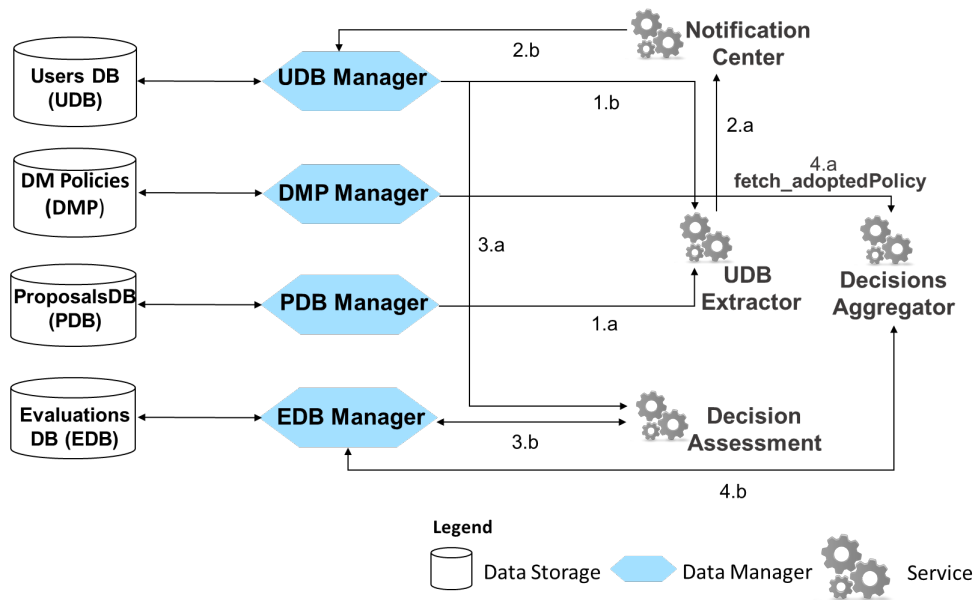 Users DB
(UDB)
UDB Manager
2.b
Notification
Center
1.b
2.a
DM Policies
(DMP)
DMP Manager
4.a
fetch_adoptedPolicy
3.a
UDB
Extractor
Decisions
Aggregator
ProposalsDB
(PDB)
PDB Manager
1.a
Evaluations
DB (EDB)
EDB Manager
3.b
Decision
Assessment
4.b
Legend
Data Storage
Data Manager
Service